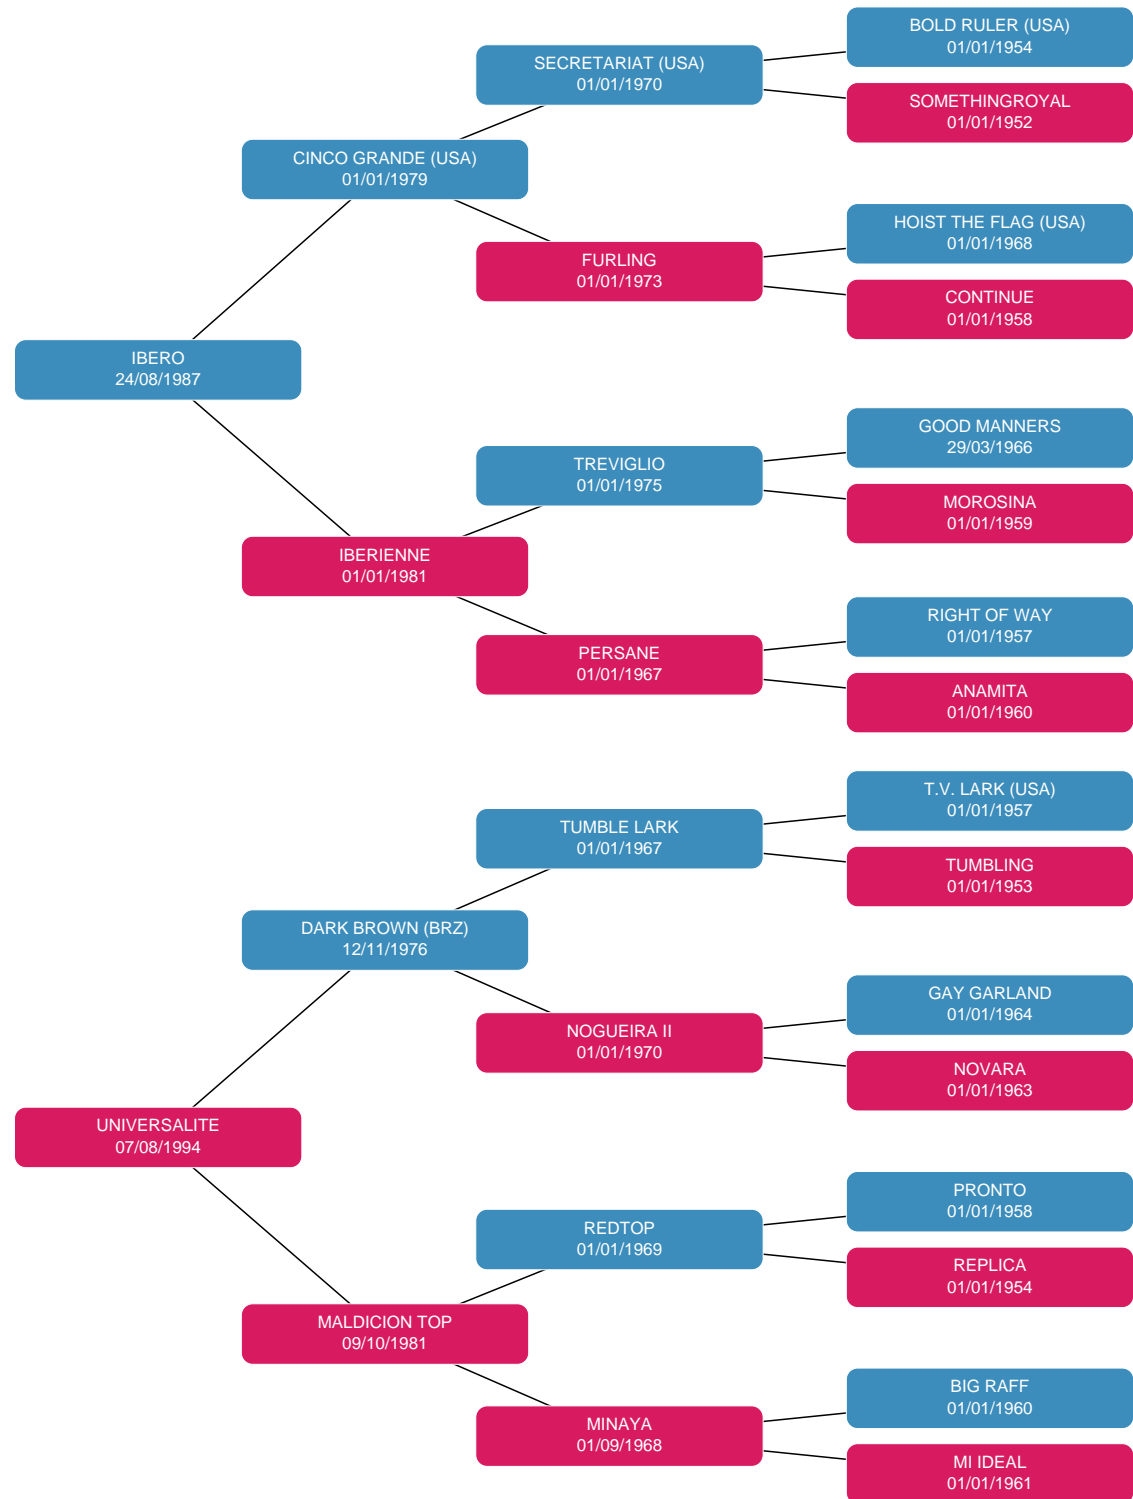 BOLD RULER (USA)
01/01/1954
SECRETARIAT (USA)
01/01/1970
SOMETHINGROYAL
01/01/1952
CINCO GRANDE (USA)
01/01/1979
HOIST THE FLAG (USA)
01/01/1968
FURLING
01/01/1973
CONTINUE
01/01/1958
IBERO
24/08/1987
GOOD MANNERS
29/03/1966
TREVIGLIO
01/01/1975
MOROSINA
01/01/1959
IBERIENNE
01/01/1981
RIGHT OF WAY
01/01/1957
PERSANE
01/01/1967
ANAMITA
01/01/1960
T.V. LARK (USA)
01/01/1957
TUMBLE LARK
01/01/1967
TUMBLING
01/01/1953
DARK BROWN (BRZ)
12/11/1976
GAY GARLAND
01/01/1964
NOGUEIRA II
01/01/1970
NOVARA
01/01/1963
UNIVERSALITE
07/08/1994
PRONTO
01/01/1958
REDTOP
01/01/1969
REPLICA
01/01/1954
MALDICION TOP
09/10/1981
BIG RAFF
01/01/1960
MINAYA
01/09/1968
MI IDEAL
01/01/1961